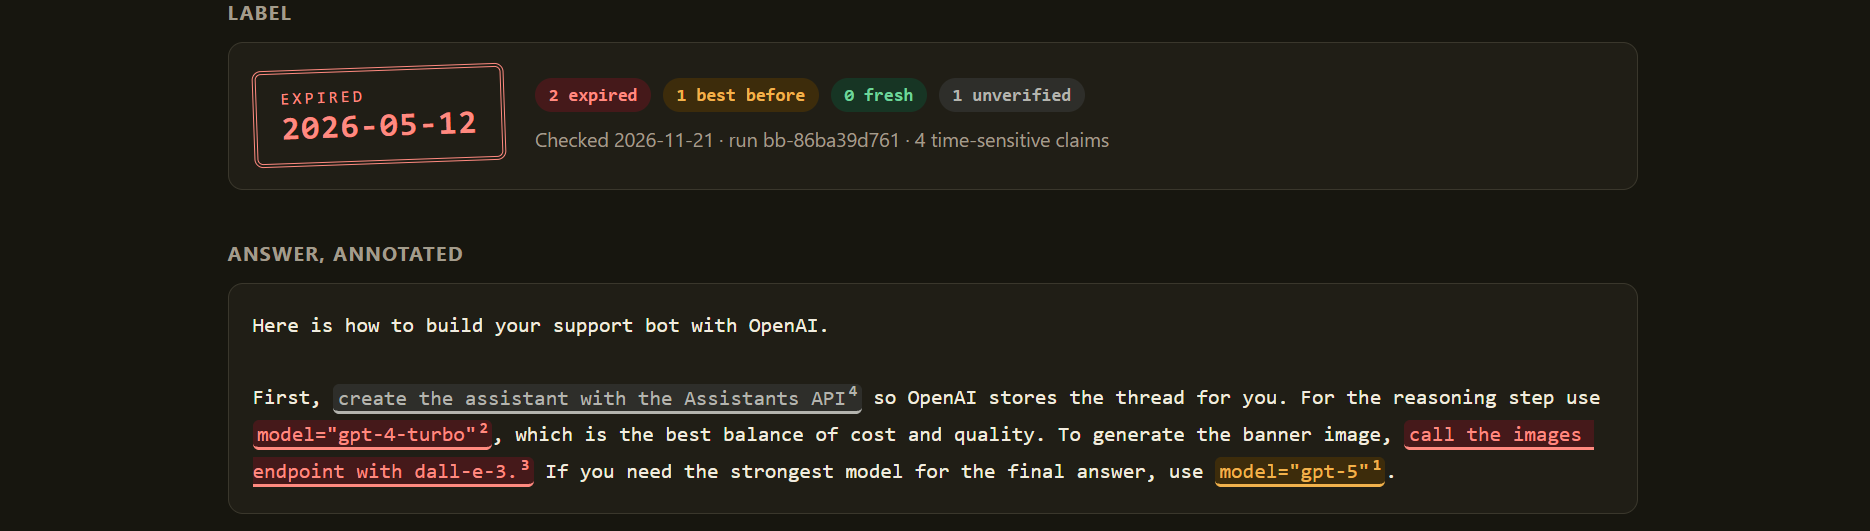 LABEL
EXPIRED
2026-05-12
2 expired 1 best before 0 fresh 1 unverified
Checked 2026-11-21 · run bb-86ba39d761 · 4 time-sensitive claims
ANSWER, ANNOTATED
Here is how to build your support bot with OpenAI.
First, create the assistant with the Assistants API⁴ so OpenAI stores the thread for you. For the reasoning step use
model="gpt-4-turbo"², which is the best balance of cost and quality. To generate the banner image, call the images
endpoint with dall-e-3.³ If you need the strongest model for the final answer, use model="gpt-5"¹.